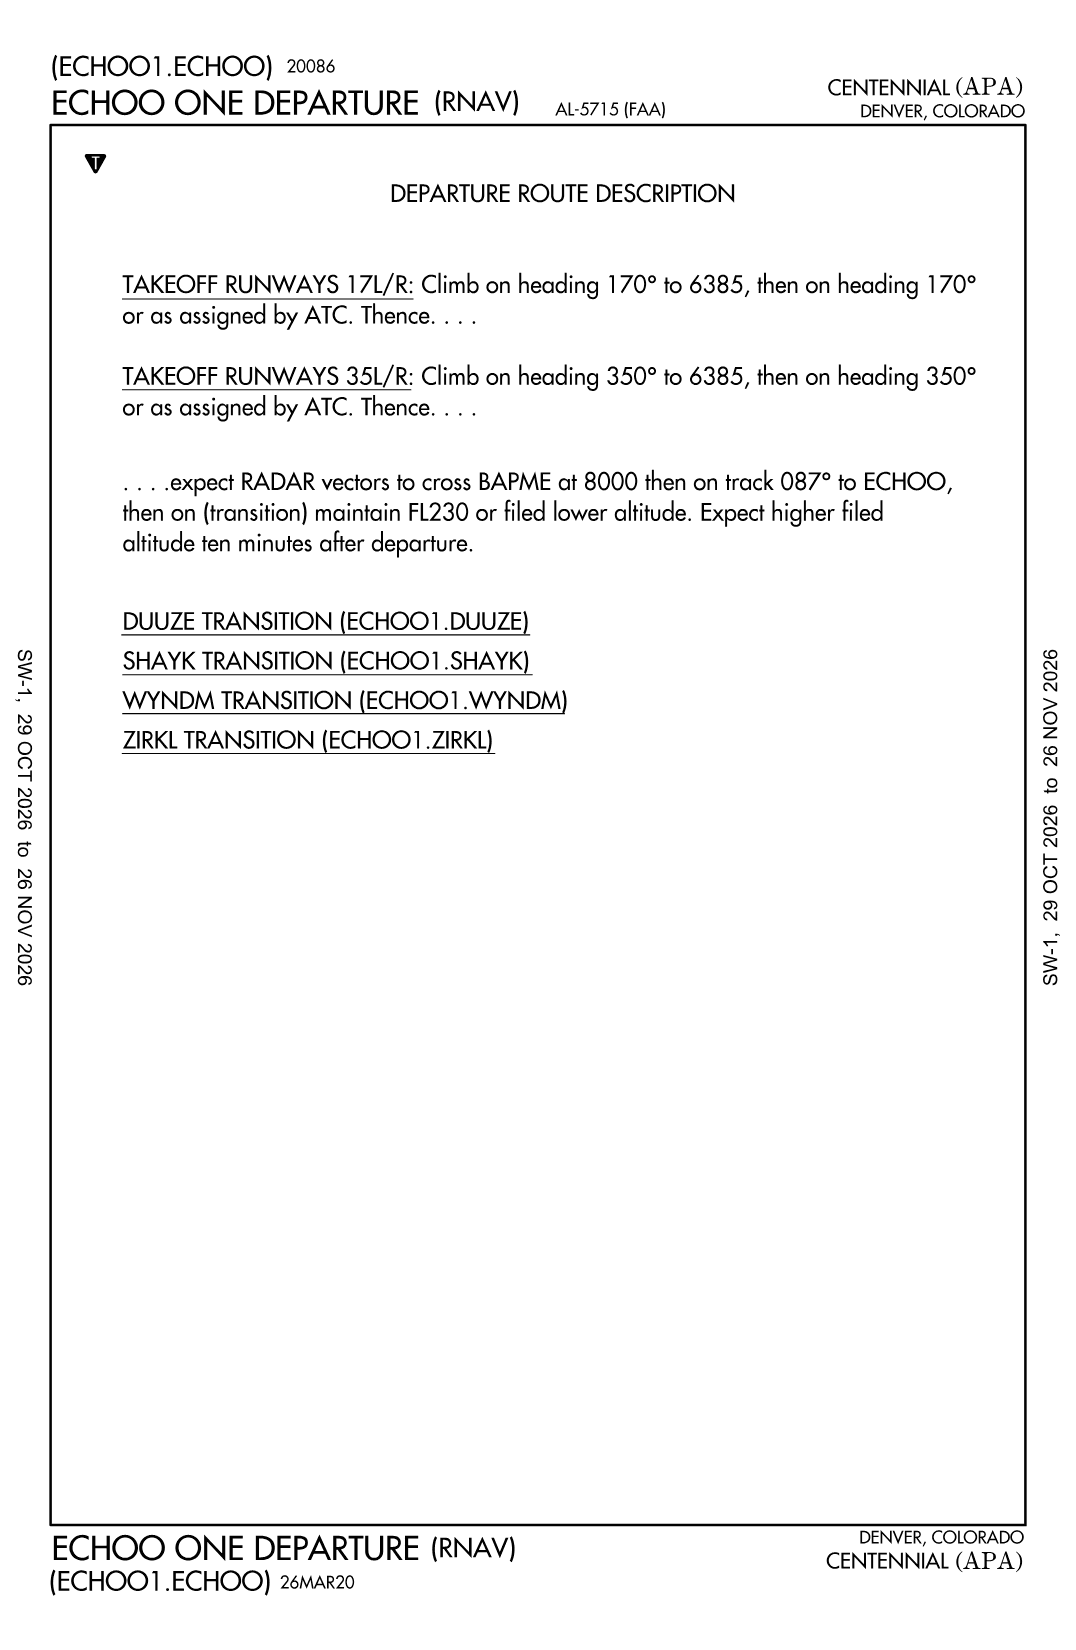 (ECHOO1.ECHOO) 20086
ECHOO ONE DEPARTURE (RNAV) AL-5715 (FAA)
CENTENNIAL (APA)
DENVER, COLORADO
T
DEPARTURE ROUTE DESCRIPTION
TAKEOFF RUNWAYS 17L/R: Climb on heading 170° to 6385, then on heading 170°
or as assigned by ATC. Thence. . . .
TAKEOFF RUNWAYS 35L/R: Climb on heading 350° to 6385, then on heading 350°
or as assigned by ATC. Thence. . . .
. . . .expect RADAR vectors to cross BAPME at 8000 then on track 087° to ECHOO,
then on (transition) maintain FL230 or filed lower altitude. Expect higher filed
altitude ten minutes after departure.
DUUZE TRANSITION (ECHOO1.DUUZE)
SHAYK TRANSITION (ECHOO1.SHAYK)
WYNDM TRANSITION (ECHOO1.WYNDM)
ZIRKL TRANSITION (ECHOO1.ZIRKL)
SW-1, 29 OCT 2026 to 26 NOV 2026
SW-1, 29 OCT 2026 to 26 NOV 2026
ECHOO ONE DEPARTURE (RNAV)
(ECHOO1.ECHOO) 26MAR20
DENVER, COLORADO
CENTENNIAL (APA)